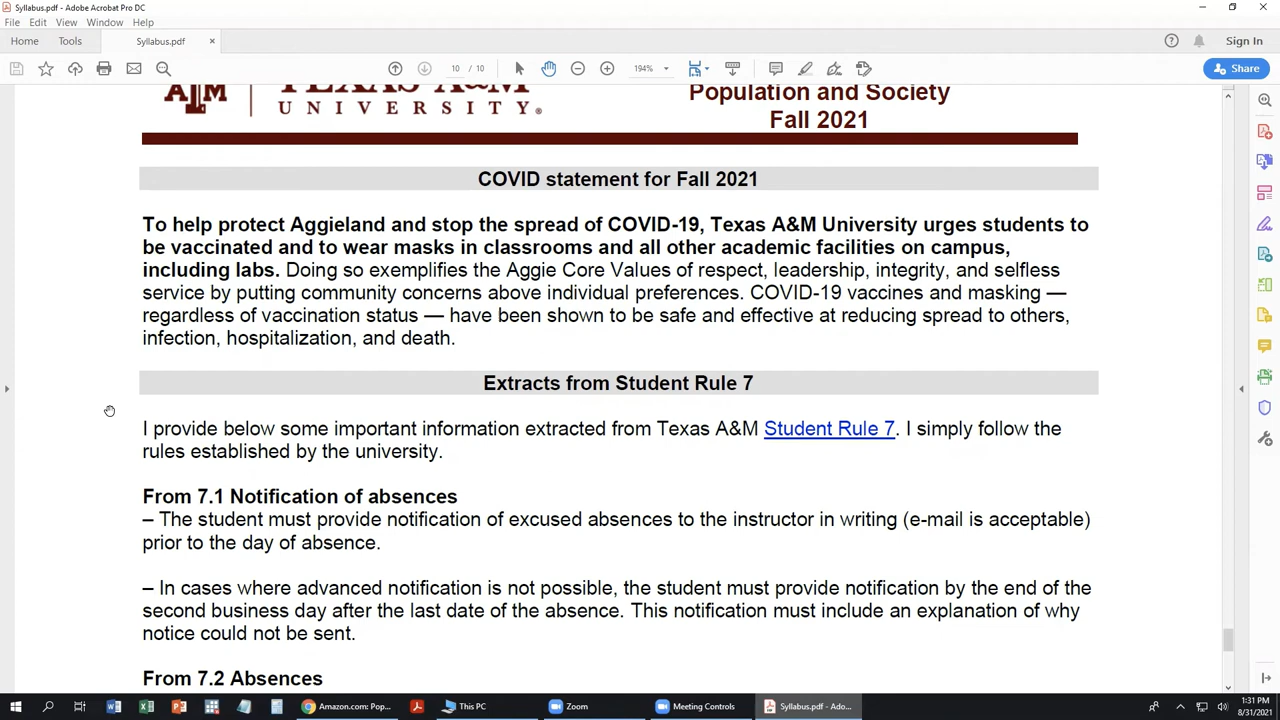 Syllabus.pdf - Adobe Acrobat Pro DC
File Edit View Window Help
Home Tools Syllabus.pdf × Sign In
10 / 10 194% Share
ĀM TEXAS A&M Population and Society
UNIVERSITY® Fall 2021
COVID statement for Fall 2021
To help protect Aggieland and stop the spread of COVID-19, Texas A&M University urges students to
be vaccinated and to wear masks in classrooms and all other academic facilities on campus,
including labs. Doing so exemplifies the Aggie Core Values of respect, leadership, integrity, and selfless
service by putting community concerns above individual preferences. COVID-19 vaccines and masking —
regardless of vaccination status — have been shown to be safe and effective at reducing spread to others,
infection, hospitalization, and death.
Extracts from Student Rule 7
I provide below some important information extracted from Texas A&M Student Rule 7. I simply follow the
rules established by the university.
From 7.1 Notification of absences
– The student must provide notification of excused absences to the instructor in writing (e-mail is acceptable)
prior to the day of absence.
– In cases where advanced notification is not possible, the student must provide notification by the end of the
second business day after the last date of the absence. This notification must include an explanation of why
notice could not be sent.
From 7.2 Absences
Amazon.com: Pop... This PC Zoom Meeting Controls Syllabus.pdf - Ado... 1:31 PM
8/31/2021